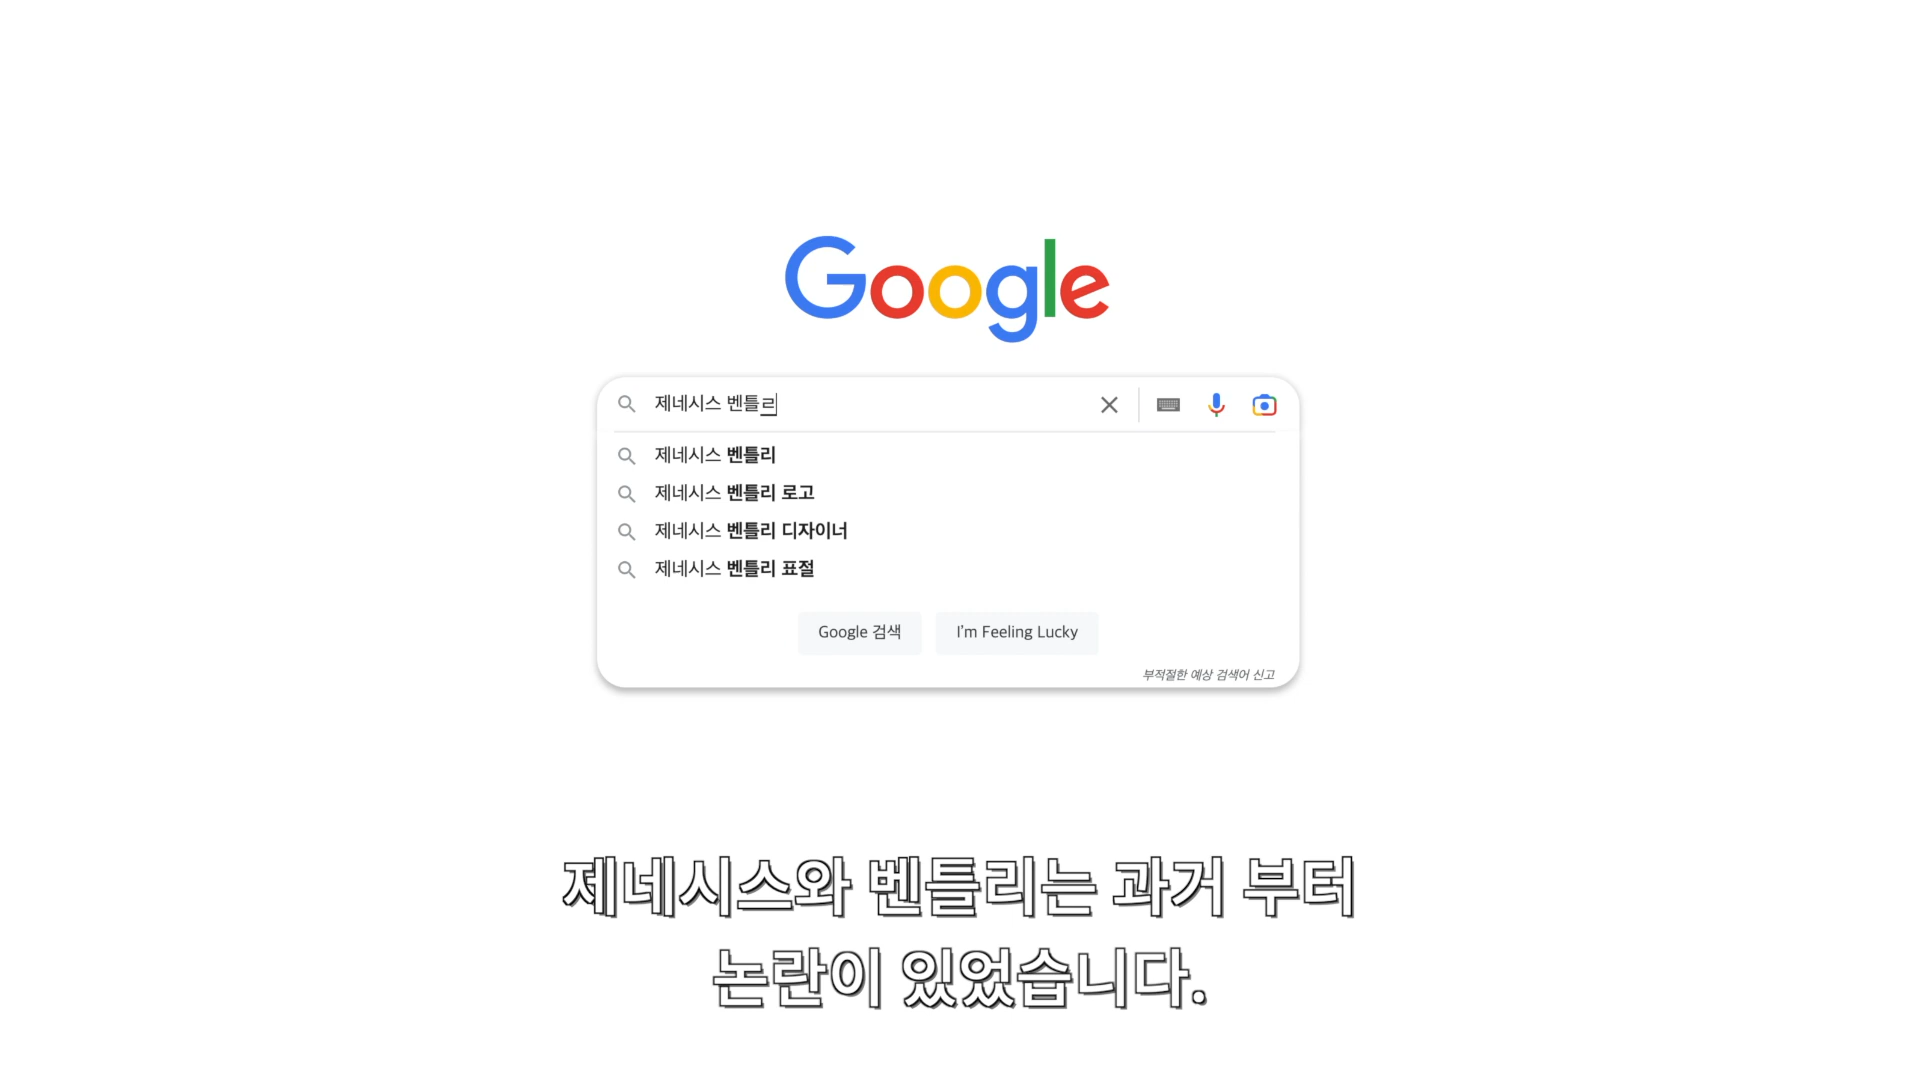 Google
제네시스 벤틀ㄹ
제네시스 벤틀리
제네시스 벤틀리 로고
제네시스 벤틀리 디자이너
제네시스 벤틀리 표절
Google 검색 I'm Feeling Lucky
부적절한 예상 검색어 신고
제네시스와 벤틀리는 과거 부터
논란이 있었습니다.